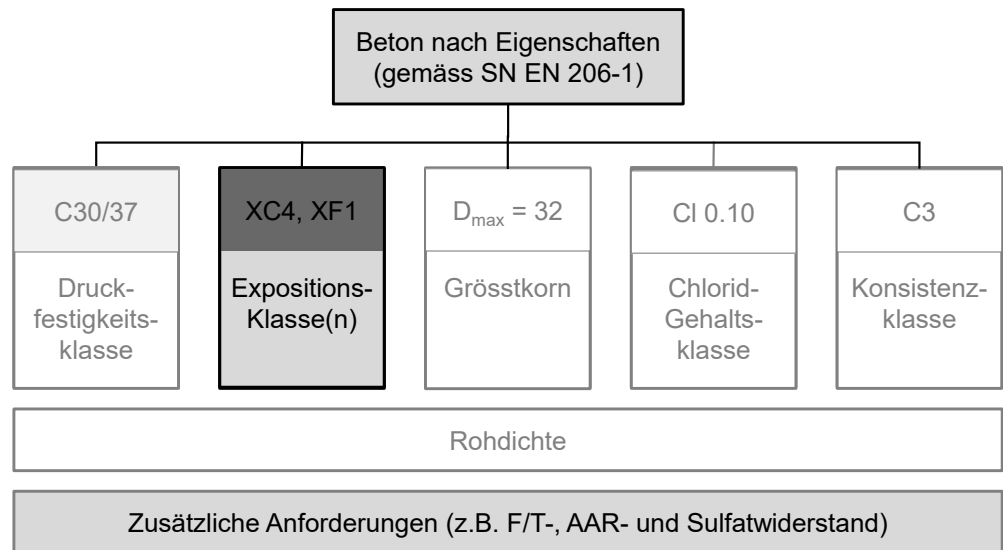 Beton nach Eigenschaften
(gemäss SN EN 206-1)
C30/37
XC4, XF1
Dmax = 32
Cl 0.10
C3
Druck-
festigkeits-
klasse
Expositions-
Klasse(n)
Grösstkorn
Chlorid-
Gehalts-
klasse
Konsistenz-
klasse
Rohdichte
Zusätzliche Anforderungen (z.B. F/T-, AAR- und Sulfatwiderstand)